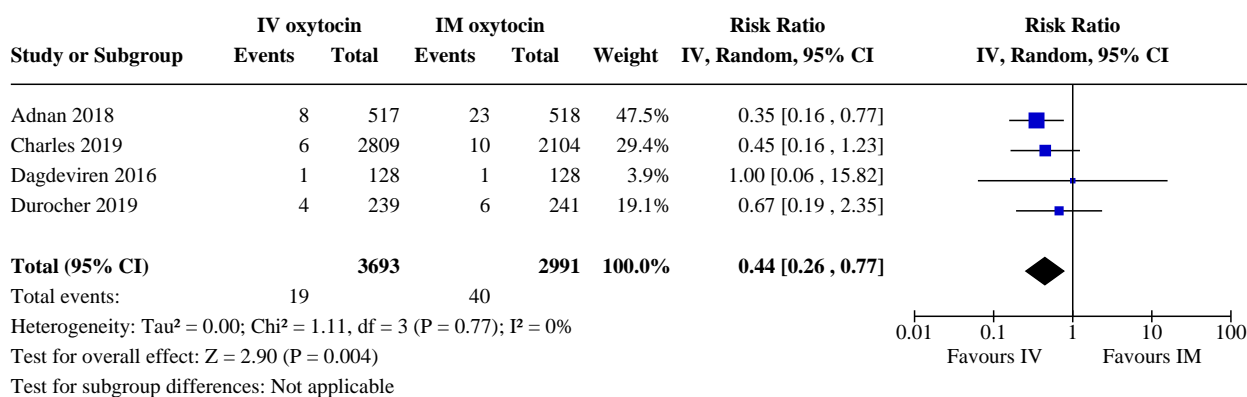 IV oxytocin IM oxytocin Risk Ratio Risk Ratio
Study or Subgroup Events Total Events Total Weight IV, Random, 95% CI IV, Random, 95% CI
Adnan 2018 8 517 23 518 47.5% 0.35 [0.16 , 0.77]
Charles 2019 6 2809 10 2104 29.4% 0.45 [0.16 , 1.23]
Dagdeviren 2016 1 128 1 128 3.9% 1.00 [0.06 , 15.82]
Durocher 2019 4 239 6 241 19.1% 0.67 [0.19 , 2.35]
Total (95% CI) 3693 2991 100.0% 0.44 [0.26 , 0.77]
Total events: 19 40
Heterogeneity: Tau² = 0.00; Chi² = 1.11, df = 3 (P = 0.77); I² = 0%
Test for overall effect: Z = 2.90 (P = 0.004)
Test for subgroup differences: Not applicable
0.01 0.1 1 10 100
Favours IV Favours IM